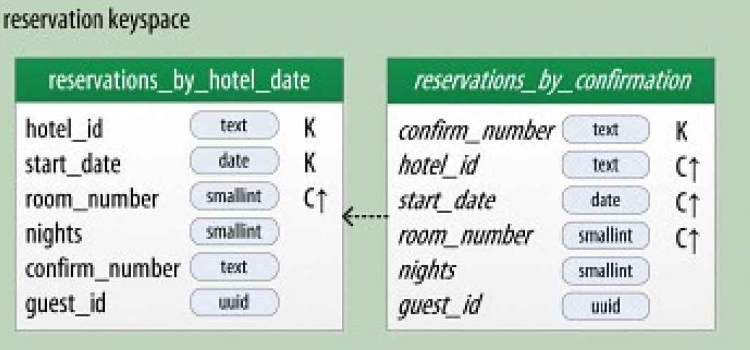 reservation keyspace
reservations_by_hotel_date
hotel_id text K
start_date date K
room_number smallint C↑
nights smallint
confirm_number text
guest_id uuid
reservations_by_confirmation
confirm_number text K
hotel_id text C↑
start_date date C↑
room_number smallint C↑
nights smallint
guest_id uuid